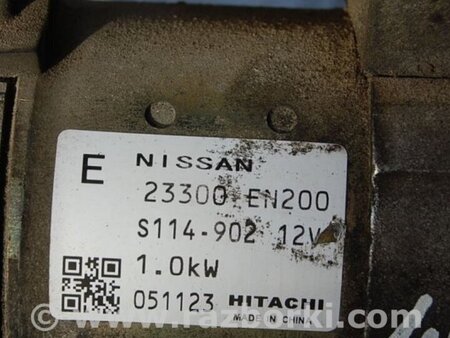 E NISSAN
23300-EN200
S114-902 12V
1.0kW
051123 HITACHI
MADE IN CHINA
© www.razborki.com